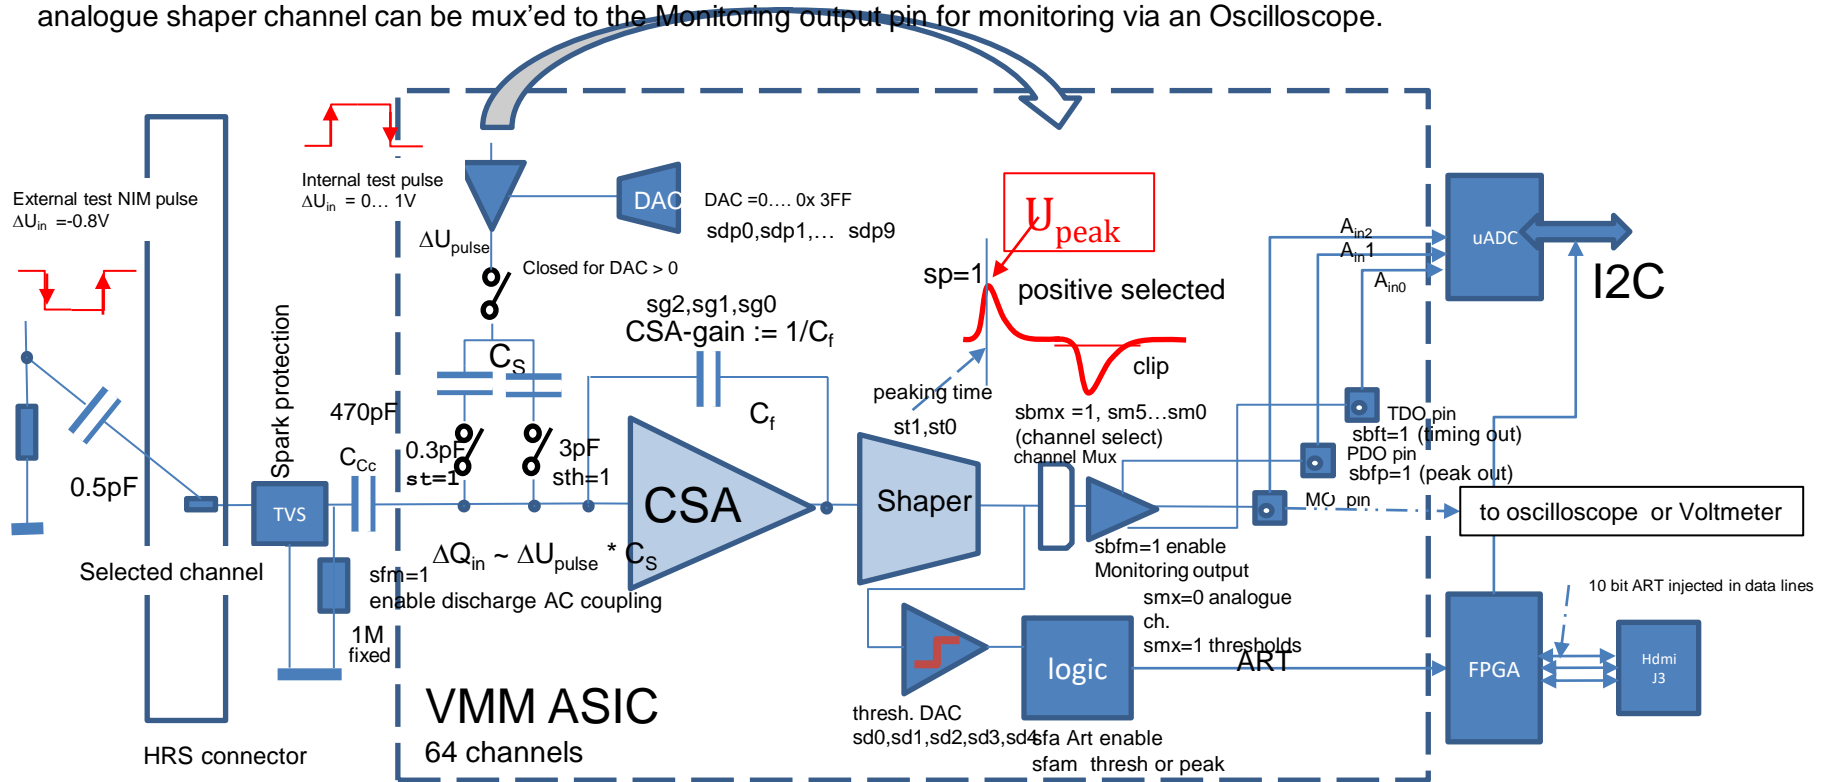 analogue shaper channel can be mux'ed to the Monitoring output pin for monitoring via an Oscilloscope.
External test NIM pulse
ΔUin =-0.8V
Internal test pulse
ΔUin = 0... 1V
DAC
DAC =0.... 0x 3FF
sdp0,sdp1,... sdp9
ΔUpulse
Closed for DAC > 0
Upeak
sp=1
positive selected
clip
peaking time
st1,st0
sg2,sg1,sg0
CSA-gain := 1/Cf
Cf
CS
0.3pF
st=1
3pF
sth=1
Spark protection
470pF
CCc
0.5pF
TVS
Selected channel
sfm=1
enable discharge AC coupling
1M
fixed
HRS connector
CSA
ΔQin ~ ΔUpulse * CS
Shaper
sbmx =1, sm5...sm0
(channel select)
channel Mux
sbfm=1 enable
Monitoring output
smx=0 analogue
ch.
smx=1 thresholds
Ain2
Ain1
Ain0
uADC
I2C
TDO pin
sbft=1 (timing out)
PDO pin
sbfp=1 (peak out)
MO pin
to oscilloscope or Voltmeter
10 bit ART injected in data lines
ART
FPGA
Hdmi
J3
logic
thresh. DAC
sd0,sd1,sd2,sd3,sd4
sfa Art enable
sfam thresh or peak
VMM ASIC
64 channels